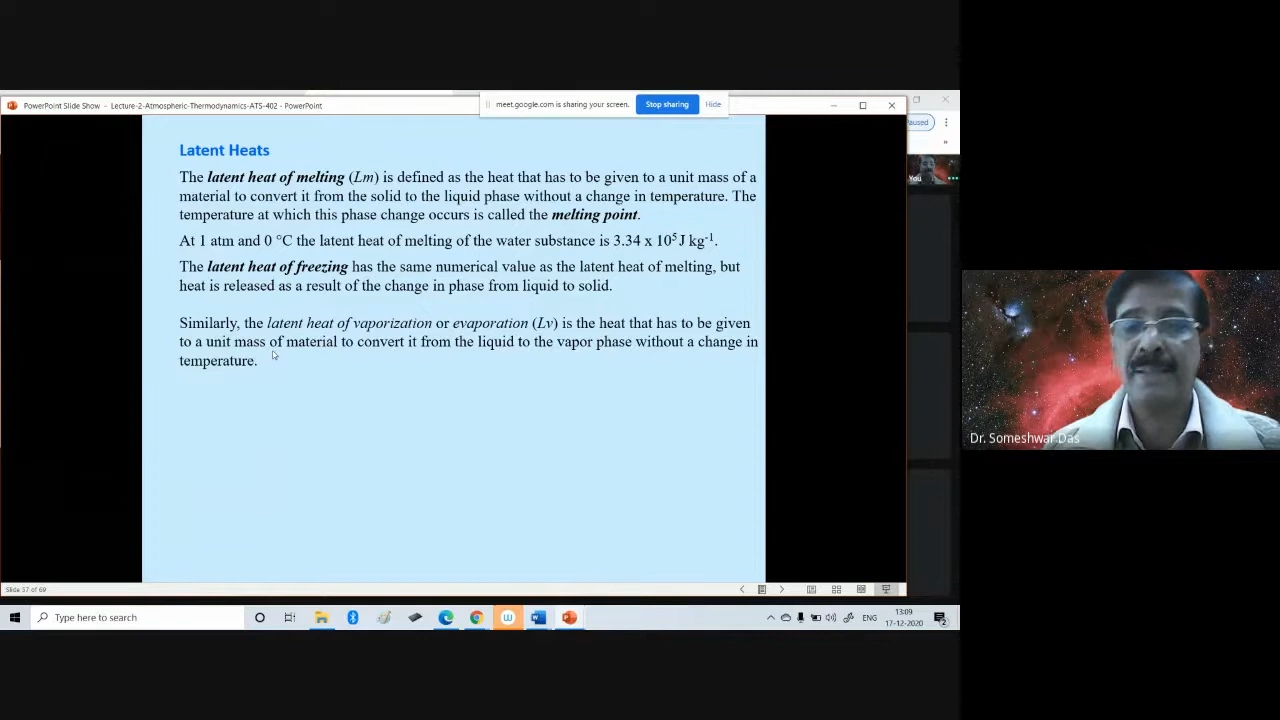 PowerPoint Slide Show - Lecture-2-Atmospheric-Thermodynamics-ATS-402 - PowerPoint
meet.google.com is sharing your screen.
Stop sharing
Hide
Latent Heats
The latent heat of melting (Lm) is defined as the heat that has to be given to a unit mass of a
material to convert it from the solid to the liquid phase without a change in temperature. The
temperature at which this phase change occurs is called the melting point.
At 1 atm and 0 °C the latent heat of melting of the water substance is 3.34 x 10⁵ J kg⁻¹.
The latent heat of freezing has the same numerical value as the latent heat of melting, but
heat is released as a result of the change in phase from liquid to solid.
Similarly, the latent heat of vaporization or evaporation (Lv) is the heat that has to be given
to a unit mass of material to convert it from the liquid to the vapor phase without a change in
temperature.
You
Dr. Someshwar Das
Slide 57 of 69
Type here to search
ENG
13:09
17-12-2020
2